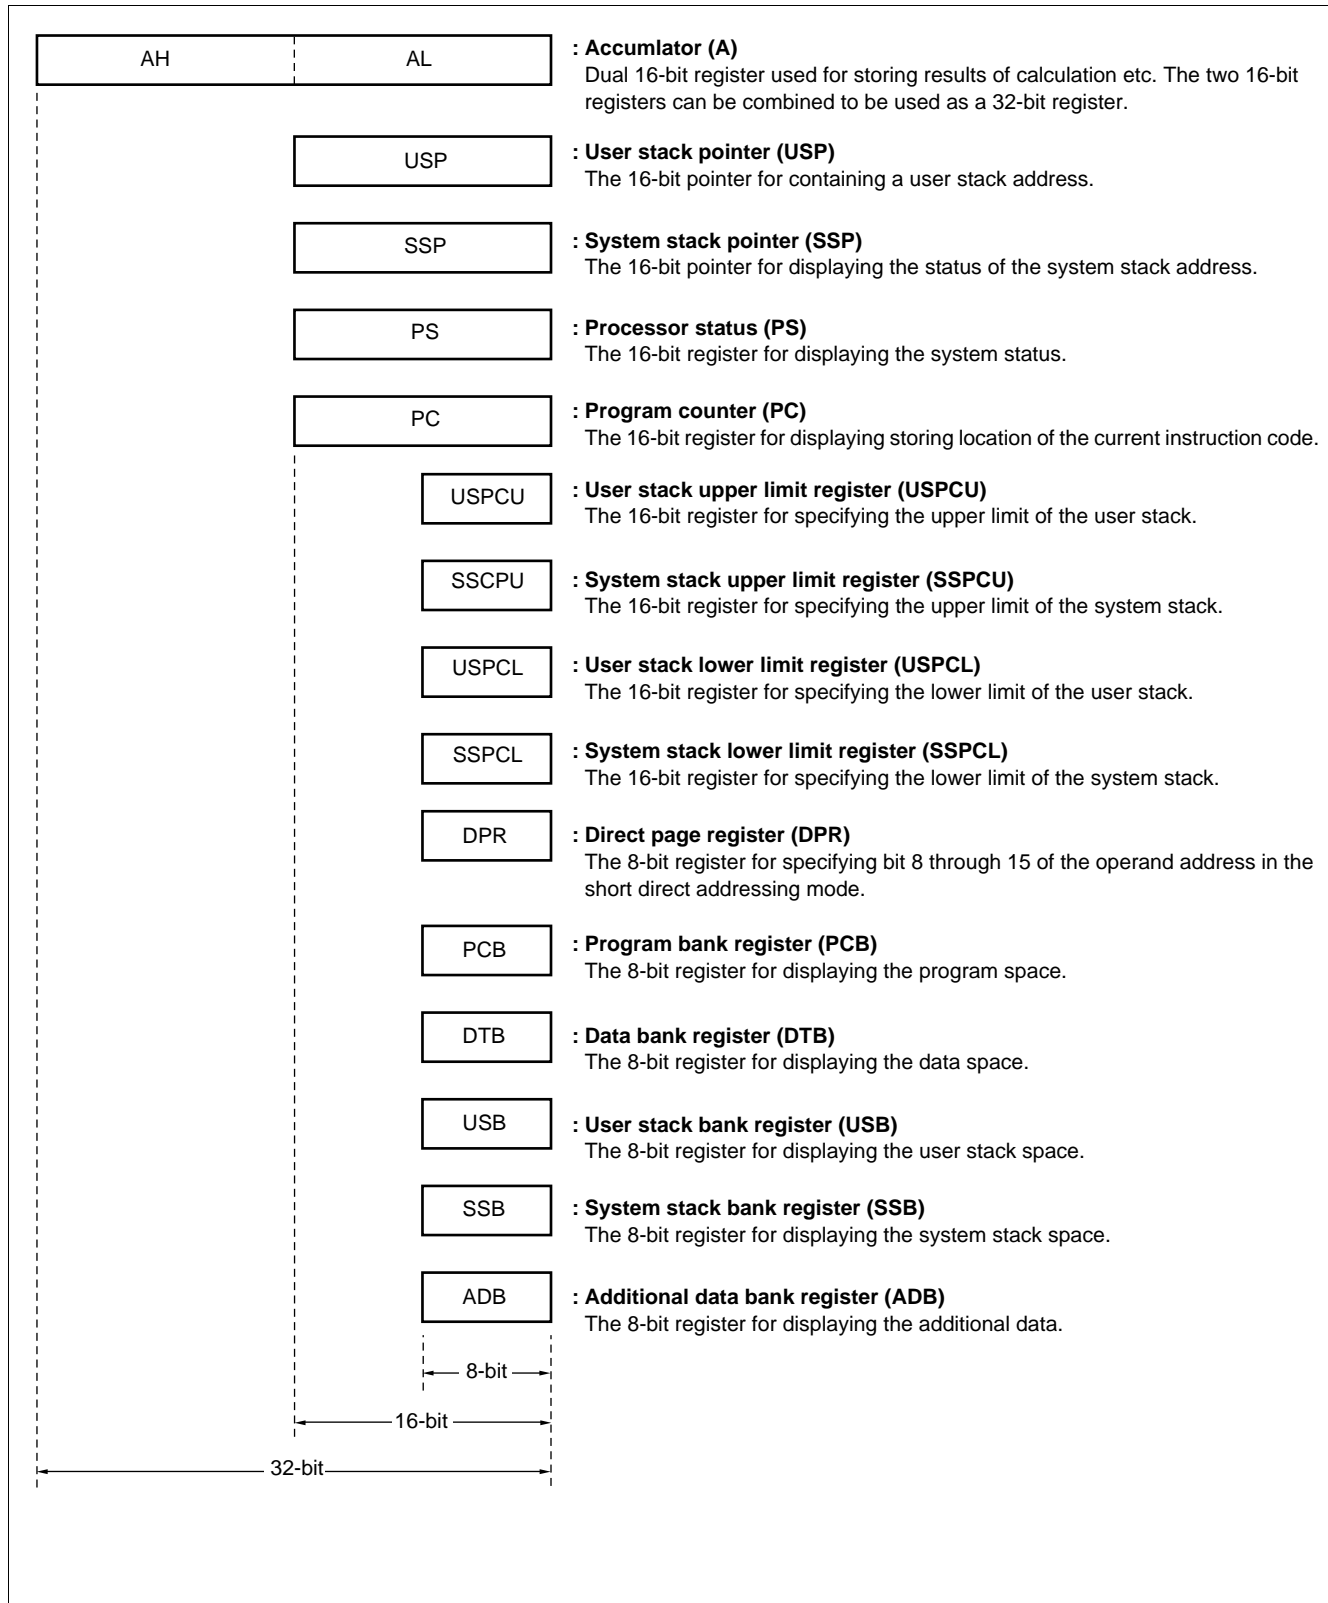 AH AL : Accumlator (A)
Dual 16-bit register used for storing results of calculation etc. The two 16-bit
registers can be combined to be used as a 32-bit register.
USP : User stack pointer (USP)
The 16-bit pointer for containing a user stack address.
SSP : System stack pointer (SSP)
The 16-bit pointer for displaying the status of the system stack address.
PS : Processor status (PS)
The 16-bit register for displaying the system status.
PC : Program counter (PC)
The 16-bit register for displaying storing location of the current instruction code.
USPCU : User stack upper limit register (USPCU)
The 16-bit register for specifying the upper limit of the user stack.
SSCPU : System stack upper limit register (SSPCU)
The 16-bit register for specifying the upper limit of the system stack.
USPCL : User stack lower limit register (USPCL)
The 16-bit register for specifying the lower limit of the user stack.
SSPCL : System stack lower limit register (SSPCL)
The 16-bit register for specifying the lower limit of the system stack.
DPR : Direct page register (DPR)
The 8-bit register for specifying bit 8 through 15 of the operand address in the
short direct addressing mode.
PCB : Program bank register (PCB)
The 8-bit register for displaying the program space.
DTB : Data bank register (DTB)
The 8-bit register for displaying the data space.
USB : User stack bank register (USB)
The 8-bit register for displaying the user stack space.
SSB : System stack bank register (SSB)
The 8-bit register for displaying the system stack space.
ADB : Additional data bank register (ADB)
The 8-bit register for displaying the additional data.
8-bit
16-bit
32-bit